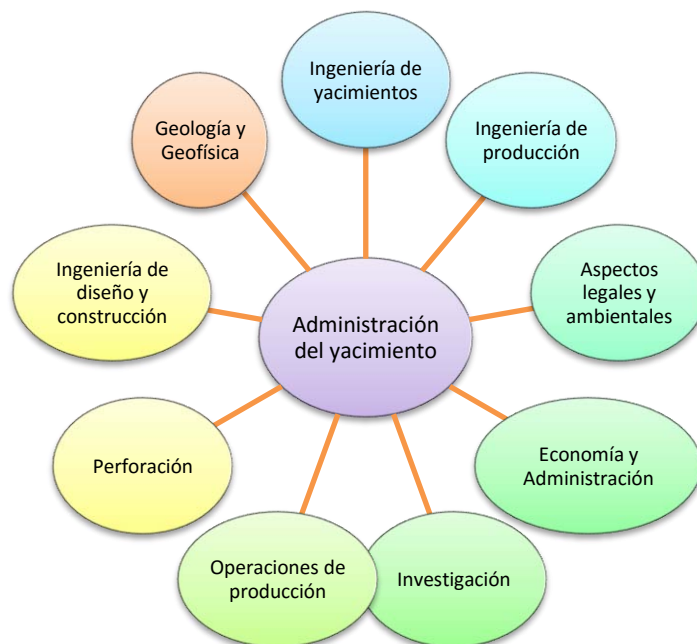 Ingeniería de
yacimientos
Geología y
Geofísica
Ingeniería de
producción
Ingeniería de
diseño y
construcción
Aspectos
legales y
ambientales
Administración
del yacimiento
Perforación
Economía y
Administración
Operaciones de
producción
Investigación